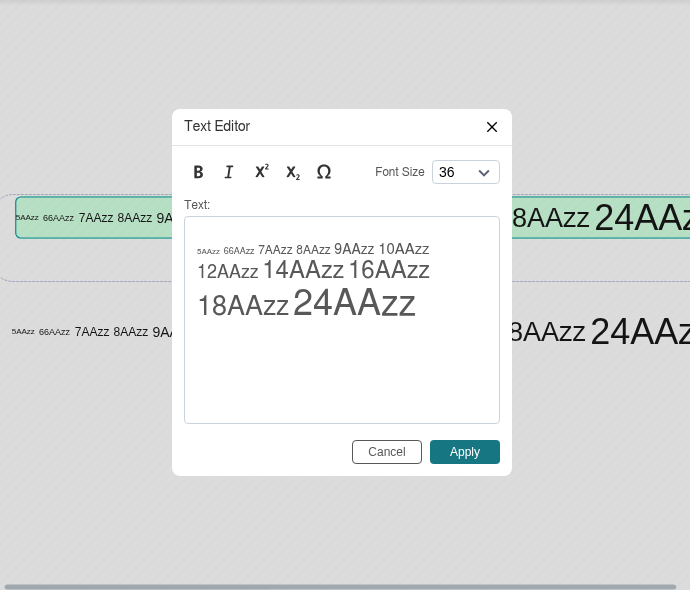 Text Editor
B I X² X₂ Ω Font Size 36
Text:
5AAzz 66AAzz 7AAzz 8AAzz 9A
8AAzz 24AAz
5AAzz 66AAzz 7AAzz 8AAzz 9AAzz 10AAzz
12AAzz 14AAzz 16AAzz
18AAzz 24AAzz
5AAzz 66AAzz 7AAzz 8AAzz 9A
8AAzz 24AAz
Cancel Apply